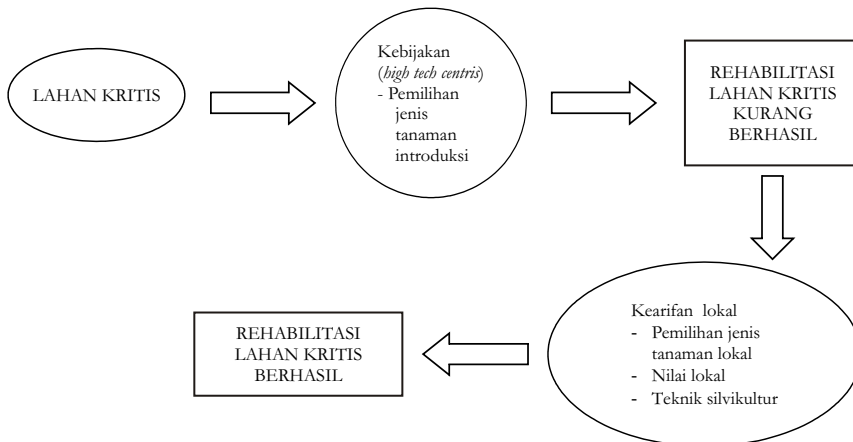 LAHAN KRITIS
Kebijakan
(high tech centris)
- Pemilihan
jenis
tanaman
introduksi
REHABILITASI
LAHAN KRITIS
KURANG
BERHASIL
Kearifan lokal
- Pemilihan jenis
tanaman lokal
- Nilai lokal
- Teknik silvikultur
REHABILITASI
LAHAN KRITIS
BERHASIL